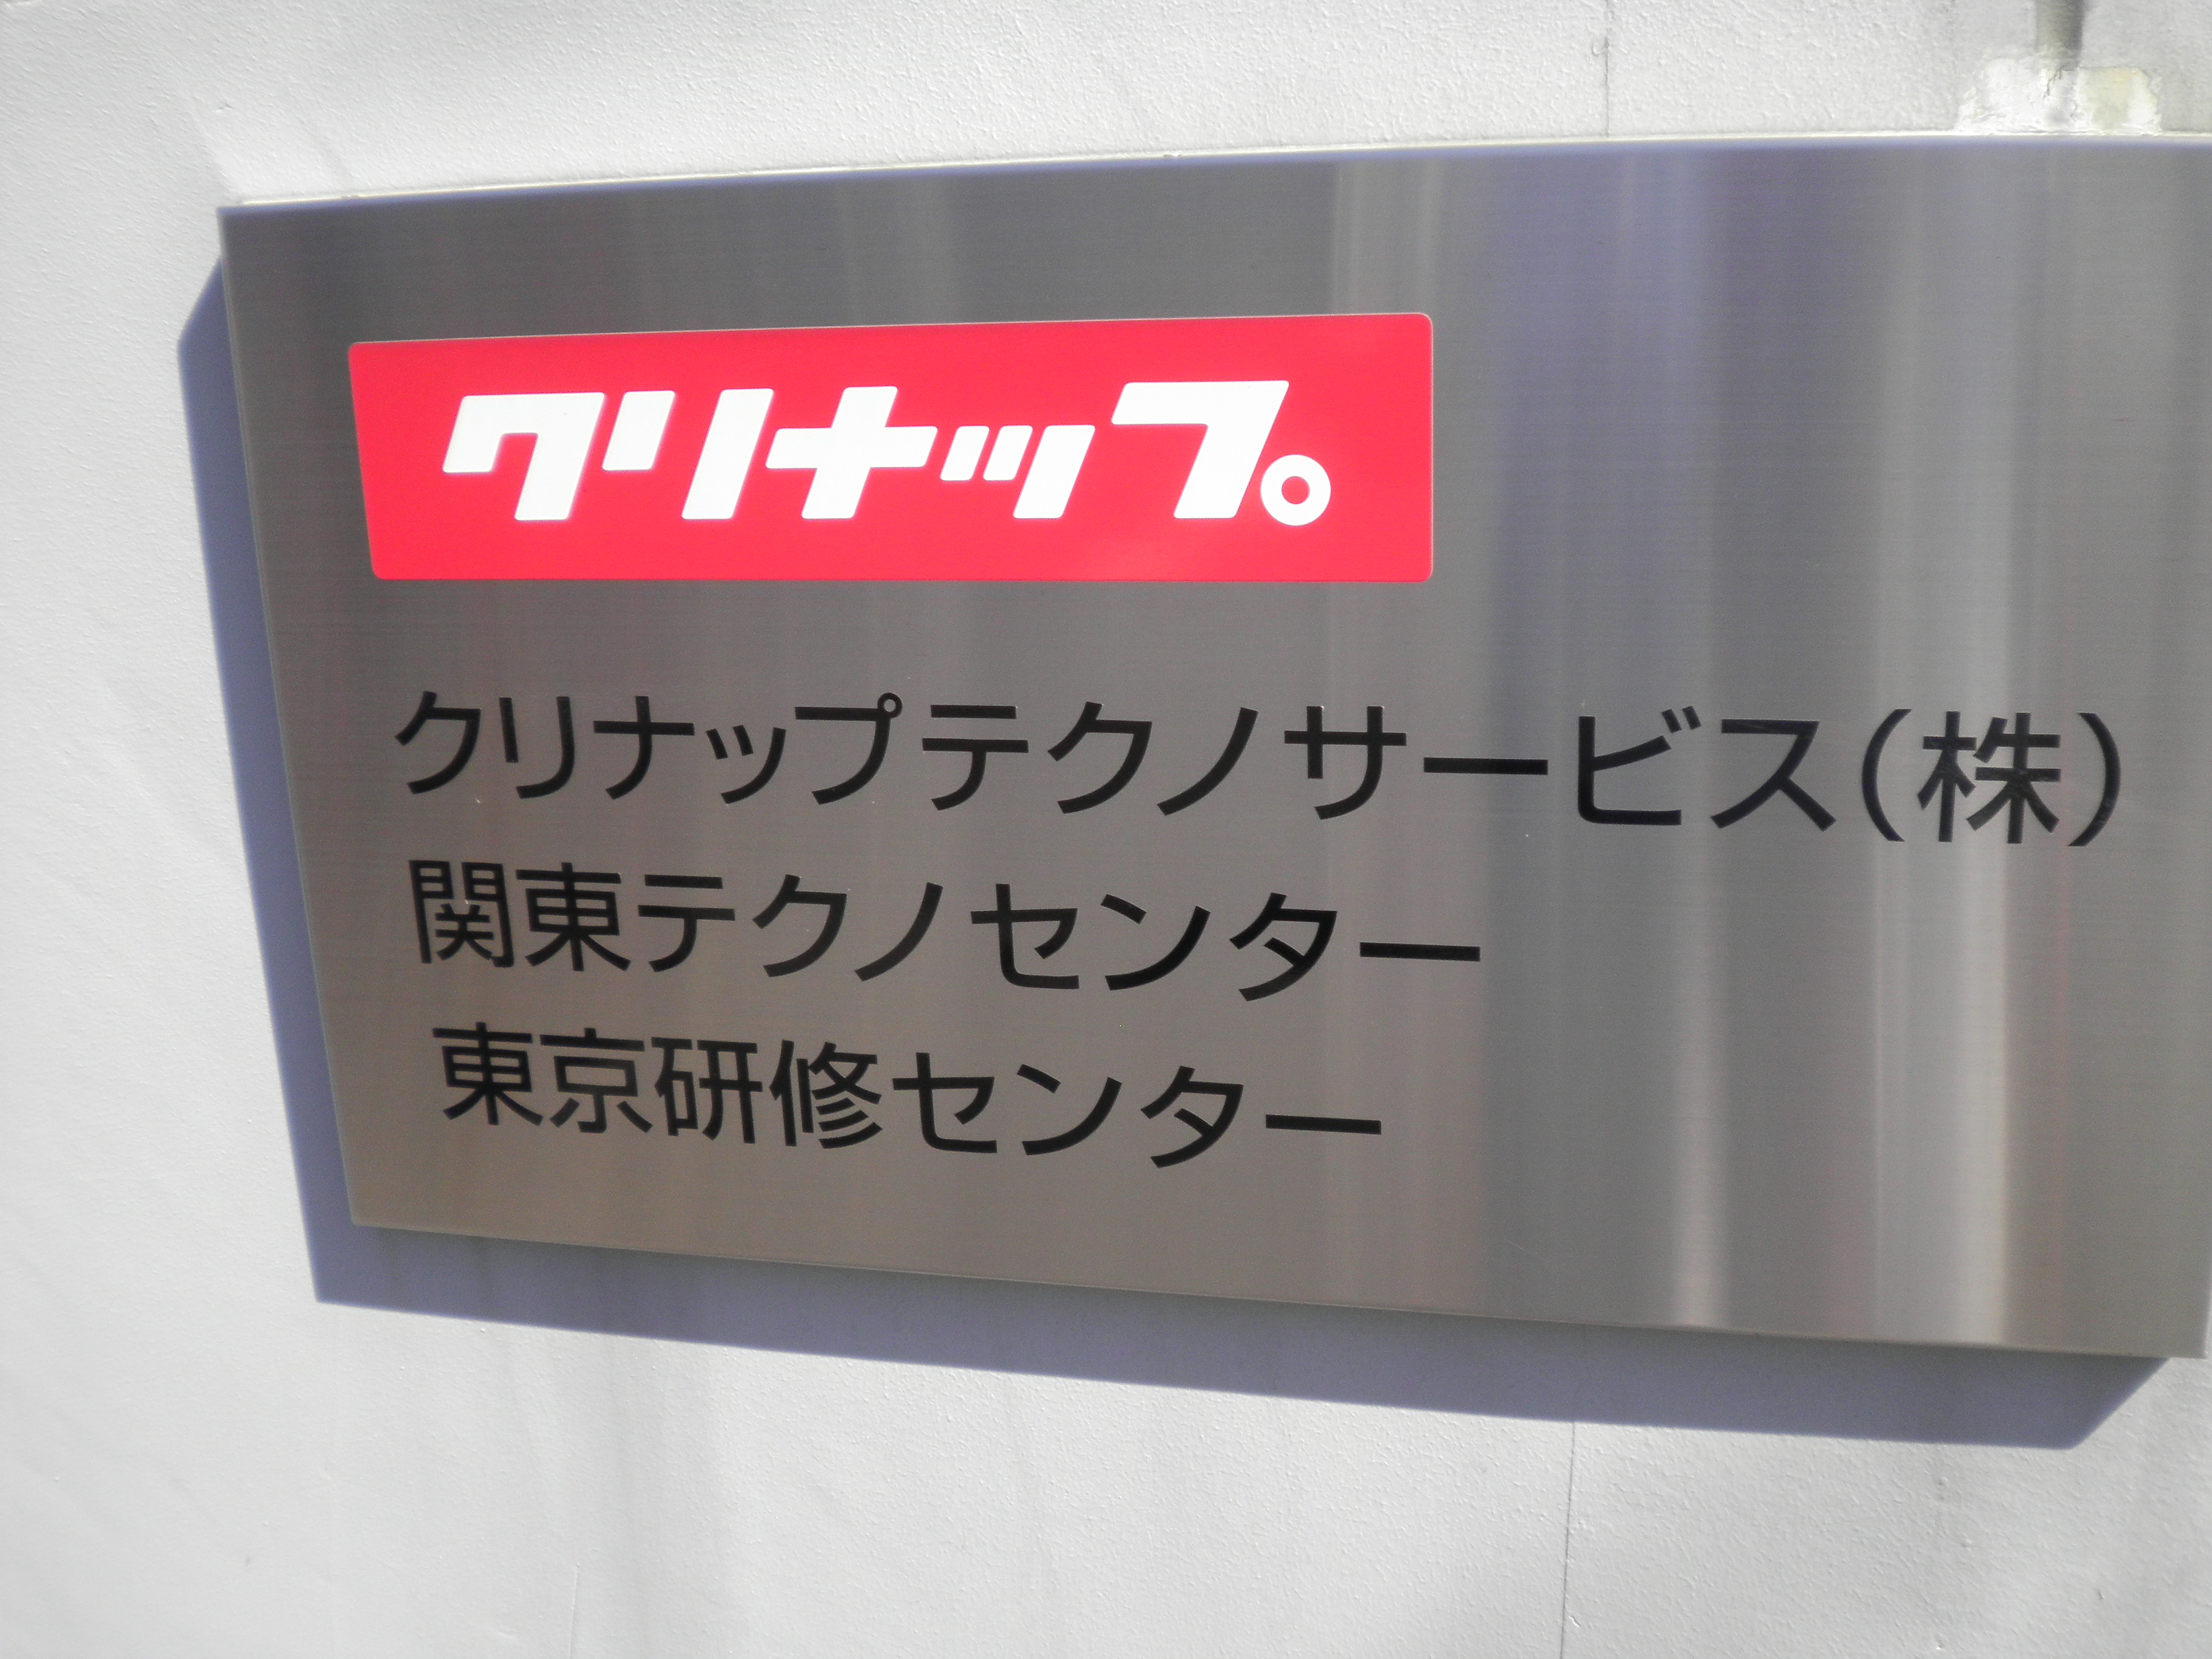 クリナップ
クリナップテクノサービス(株)
関東テクノセンター
東京研修センター